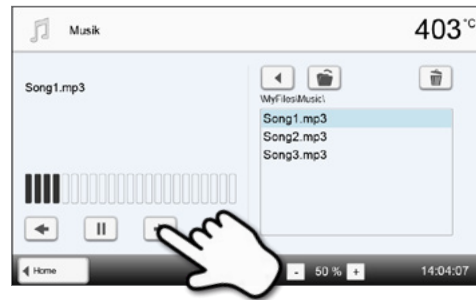 Musik
403 °C
Song1.mp3
\MyFiles\Music\
Song1.mp3
Song2.mp3
Song3.mp3
Home
- 50 % +
14:04:07